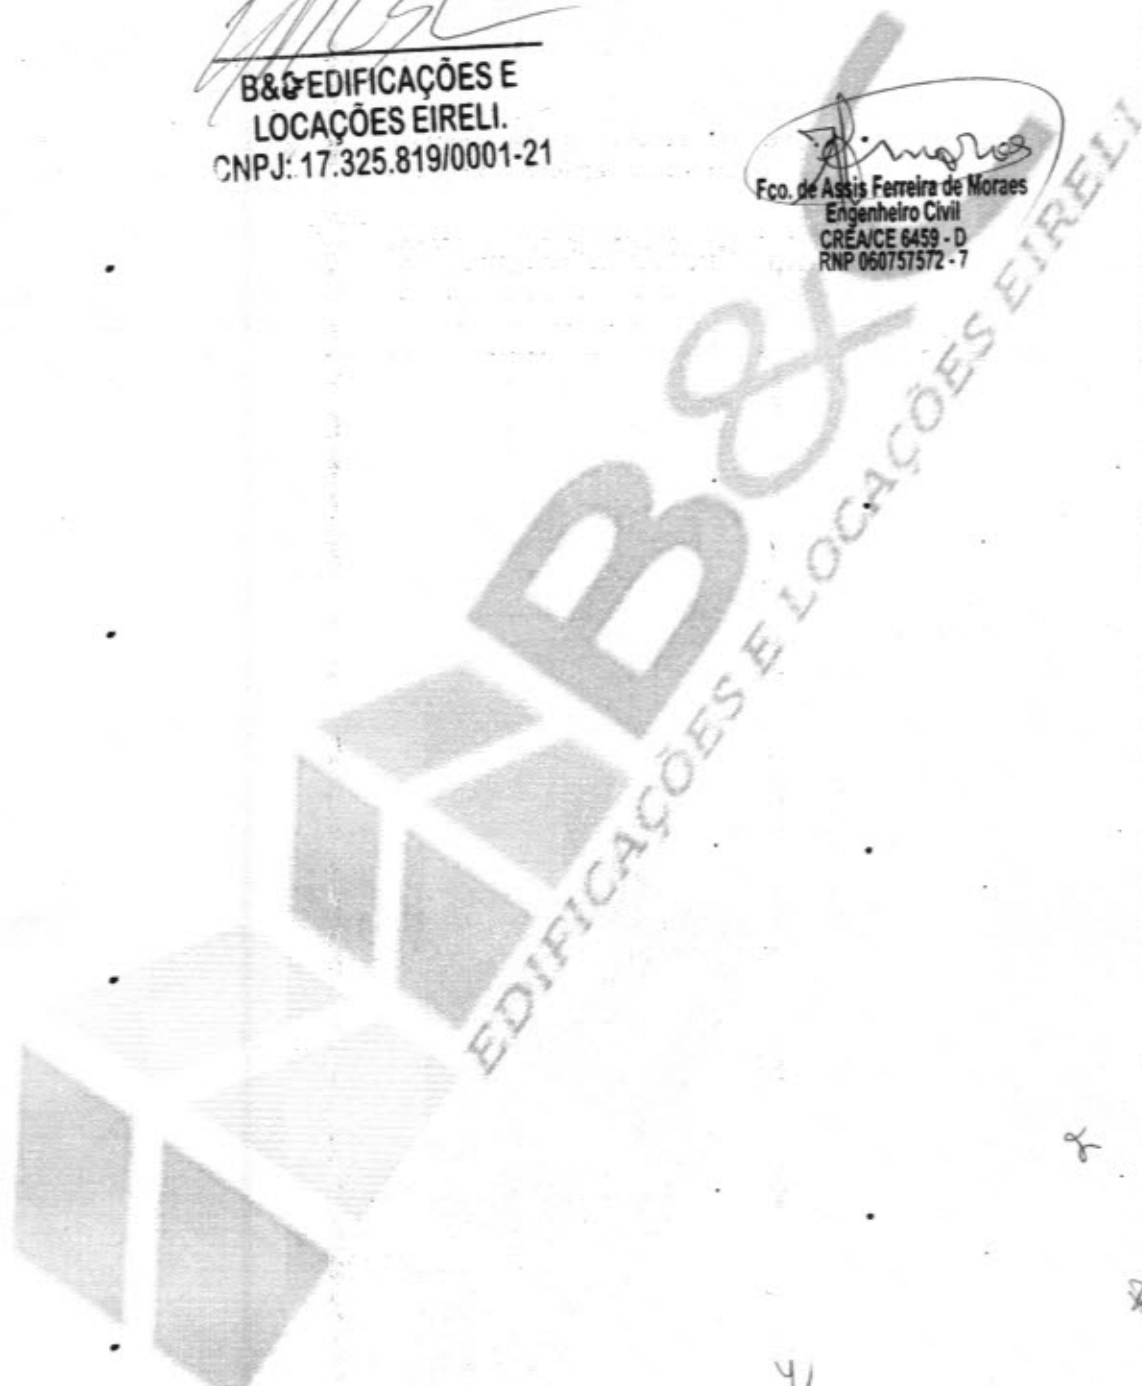 B&C EDIFICAÇÕES E
LOCAÇÕES EIRELI.
CNPJ: 17.325.819/0001-21
Fco. de Assis Ferreira de Moraes
Engenheiro Civil
CREA/CE 6459 - D
RNP 060757572 - 7
B&C
EDIFICAÇÕES E LOCAÇÕES EIRELI